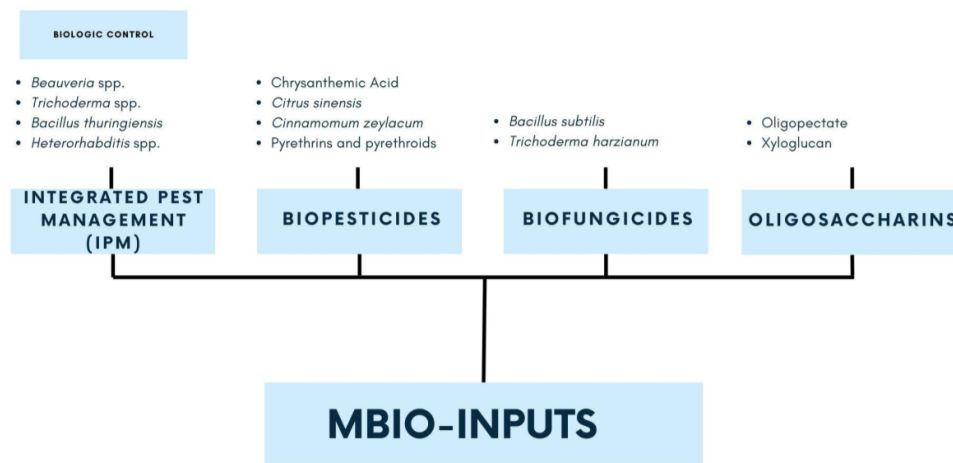 BIOLOGIC CONTROL
• Beauveria spp.
• Trichoderma spp.
• Bacillus thuringiensis
• Heterorhabditis spp.
INTEGRATED PEST
MANAGEMENT
(IPM)
• Chrysanthemic Acid
• Citrus sinensis
• Cinnamomum zeylacum
• Pyrethrins and pyrethroids
BIOPESTICIDES
• Bacillus subtilis
• Trichoderma harzianum
BIOFUNGICIDES
• Oligopectate
• Xyloglucan
OLIGOSACCHARINS
MBIO-INPUTS